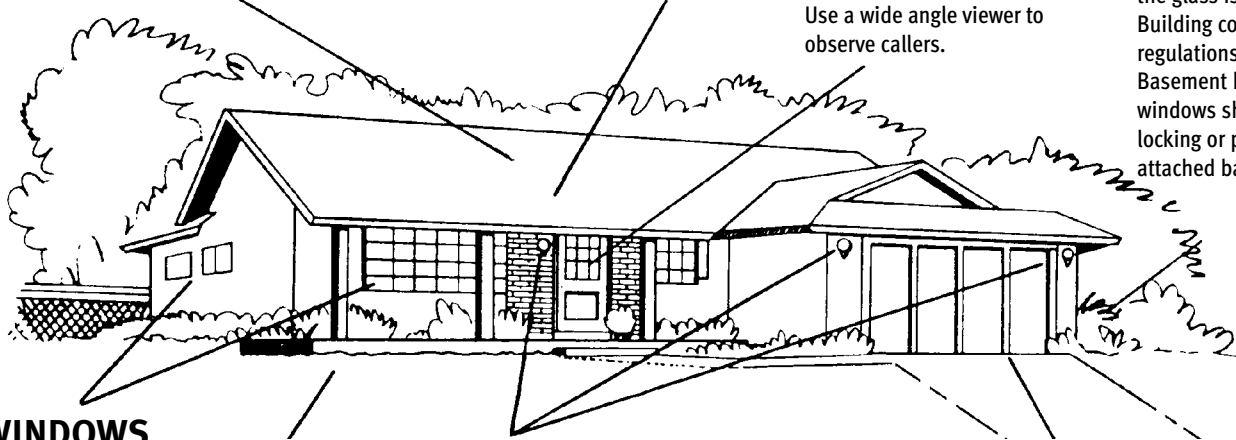 Use a wide angle viewer to
observe callers.
the glass is
Building co
regulations
Basement
windows sh
locking or p
attached ba
WINDOWS